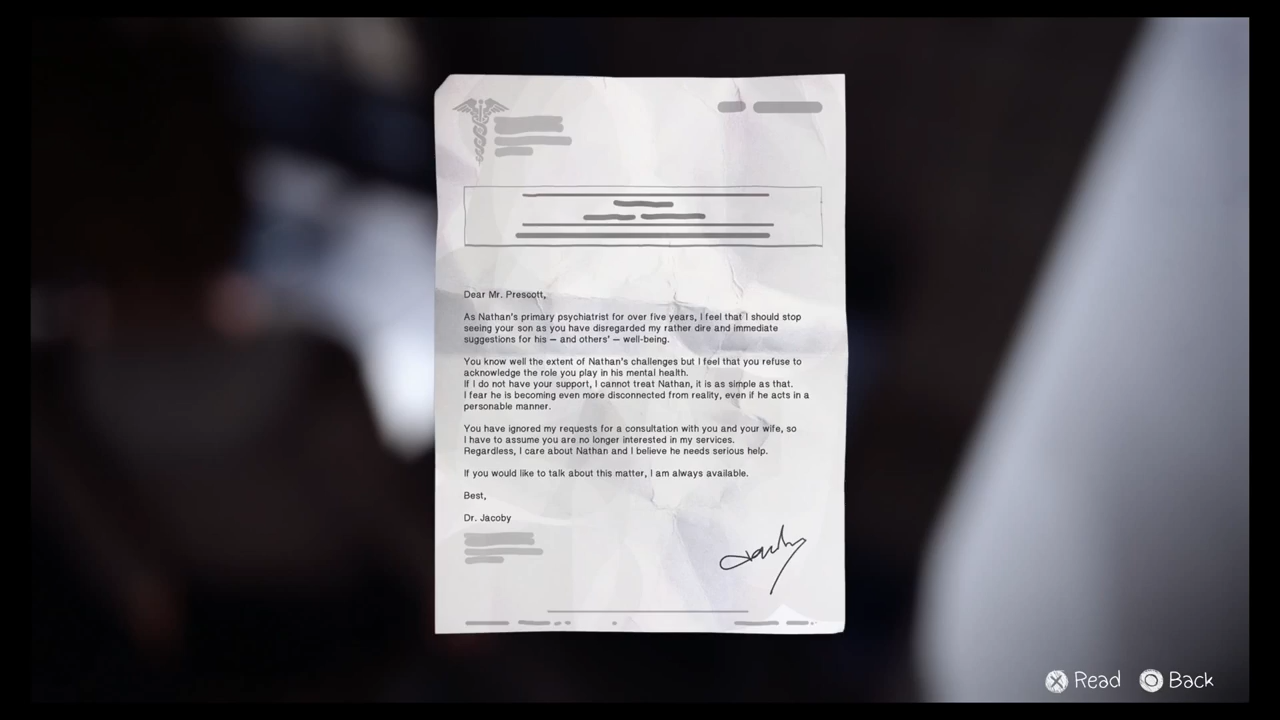 Dear Mr. Prescott,
As Nathan's primary psychiatrist for over five years, I feel that I should stop
seeing your son as you have disregarded my rather dire and immediate
suggestions for his — and others' — well-being.
You know well the extent of Nathan's challenges but I feel that you refuse to
acknowledge the role you play in his mental health.
If I do not have your support, I cannot treat Nathan, it is as simple as that.
I fear he is becoming even more disconnected from reality, even if he acts in a
personable manner.
You have ignored my requests for a consultation with you and your wife, so
I have to assume you are no longer interested in my services.
Regardless, I care about Nathan and I believe he needs serious help.
If you would like to talk about this matter, I am always available.
Best,
Dr. Jacoby
Jacoby
Read Back